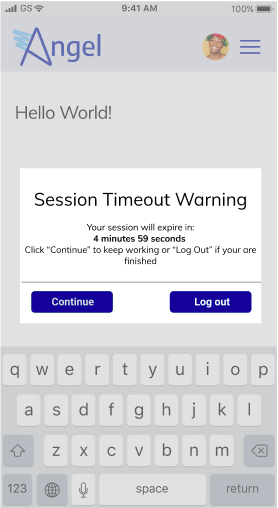 GS 9:41 AM 100%
Angel
Hello World!
Session Timeout Warning
Your session will expire in:
4 minutes 59 seconds
Click “Continue” to keep working or “Log Out” if your are
finished
Continue Log out
q w e r t y u i o p
a s d f g h j k l
z x c v b n m
123 space return